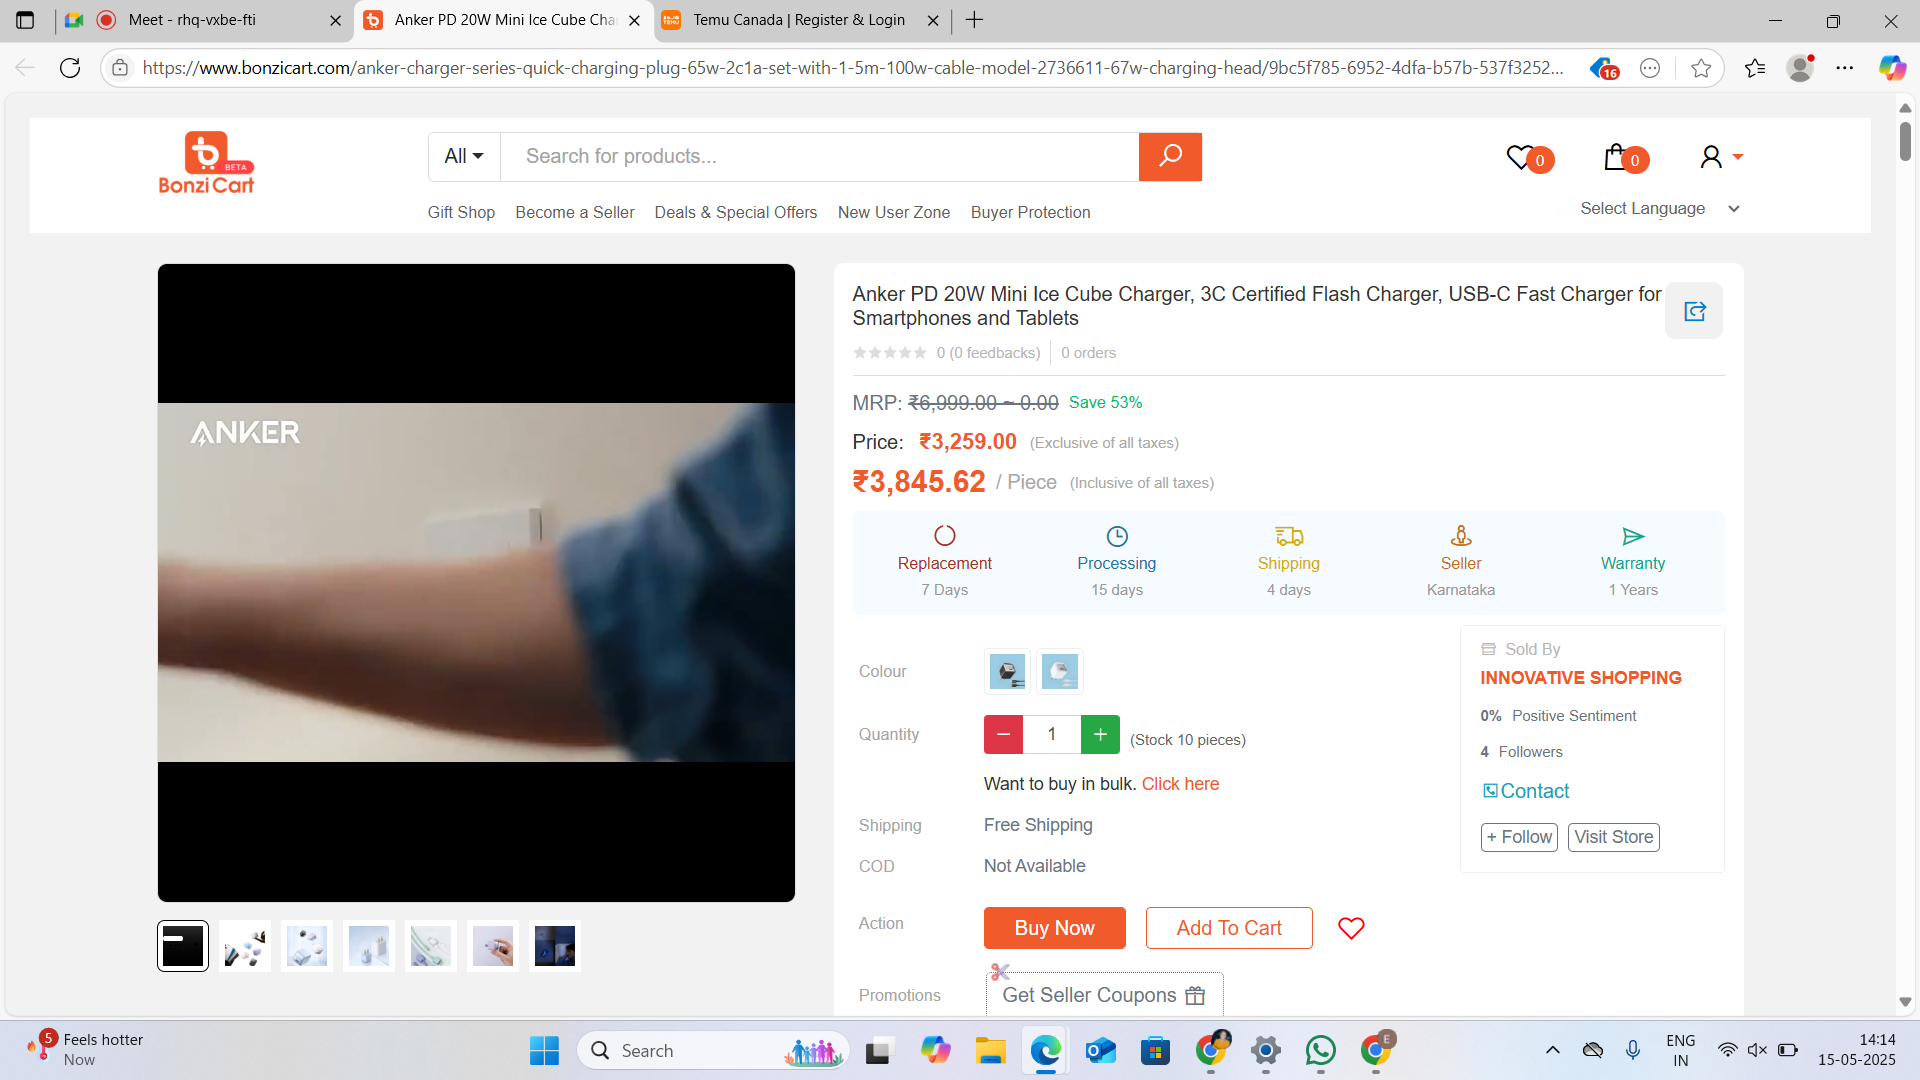 Meet - rhq-vxbe-fti
Anker PD 20W Mini Ice Cube Cha
Temu Canada | Register & Login
https://www.bonzicart.com/anker-charger-series-quick-charging-plug-65w-2c1a-set-with-1-5m-100w-cable-model-2736611-67w-charging-head/9bc5f785-6952-4dfa-b57b-537f3252...
16
BETA
Bonzi Cart
All
Search for products...
0
0
Gift Shop
Become a Seller
Deals & Special Offers
New User Zone
Buyer Protection
Select Language
ANKER
Anker PD 20W Mini Ice Cube Charger, 3C Certified Flash Charger, USB-C Fast Charger for
Smartphones and Tablets
0 (0 feedbacks)
0 orders
MRP: ₹6,999.00 ~ 0.00 Save 53%
Price: ₹3,259.00 (Exclusive of all taxes)
₹3,845.62 / Piece (Inclusive of all taxes)
Replacement
7 Days
Processing
15 days
Shipping
4 days
Seller
Karnataka
Warranty
1 Years
Colour
Quantity
− 1 +
(Stock 10 pieces)
Want to buy in bulk. Click here
Shipping
Free Shipping
COD
Not Available
Action
Buy Now
Add To Cart
Promotions
Get Seller Coupons
Sold By
INNOVATIVE SHOPPING
0% Positive Sentiment
4 Followers
Contact
+ Follow
Visit Store
5
Feels hotter
Now
Search
E
ENG
IN
14:14
15-05-2025